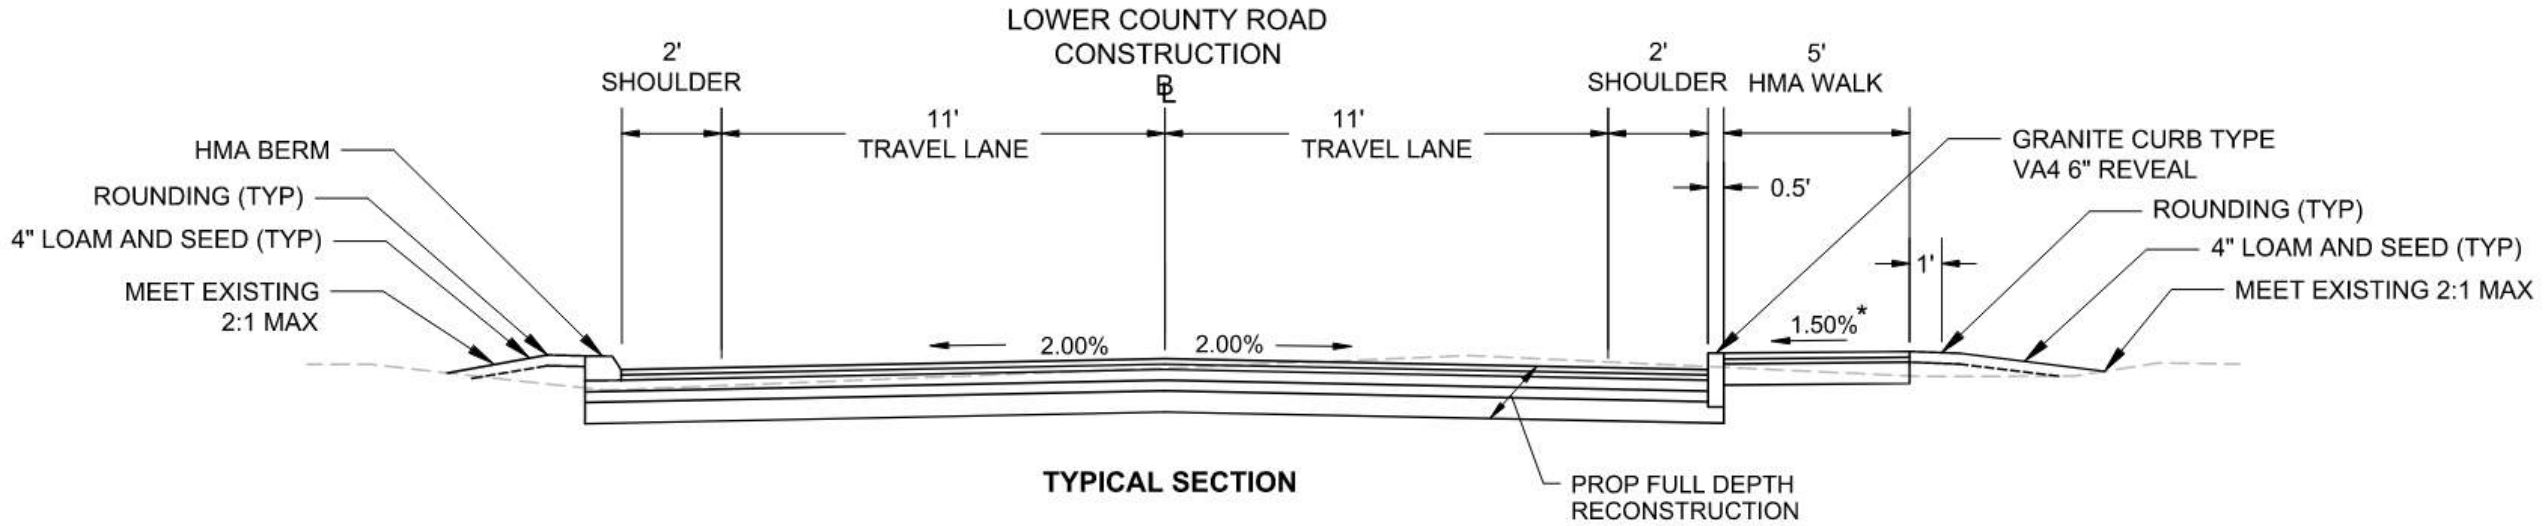 LOWER COUNTY ROAD
CONSTRUCTION
BL
2'
SHOULDER
11'
TRAVEL LANE
11'
TRAVEL LANE
2'
SHOULDER
5'
HMA WALK
HMA BERM
ROUNDING (TYP)
4" LOAM AND SEED (TYP)
MEET EXISTING
2:1 MAX
GRANITE CURB TYPE
VA4 6" REVEAL
0.5'
ROUNDING (TYP)
4" LOAM AND SEED (TYP)
1'
MEET EXISTING 2:1 MAX
2.00%
2.00%
1.50%*
PROP FULL DEPTH
RECONSTRUCTION
TYPICAL SECTION